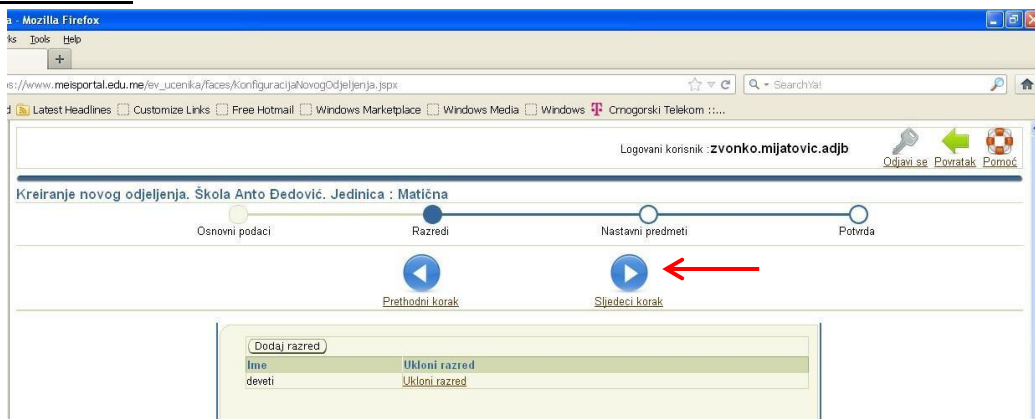 a - Mozilla Firefox
ks Tools Help
+
s://www.meisportal.edu.me/ev_ucenika/faces/KonfiguracijaNovogOdjeljenja.jspx SearchYa!
d Latest Headlines Customize Links Free Hotmail Windows Marketplace Windows Media Windows Crnogorski Telekom ::...
Logovani korisnik :zvonko.mijatovic.adjb
Odjavi se Povratak Pomoć
Kreiranje novog odjeljenja. Škola Anto Đedović. Jedinica : Matična
Osnovni podaci Razredi Nastavni predmeti Potvrda
Prethodni korak Sljedeci korak
Dodaj razred
Ime Ukloni razred
deveti Ukloni razred